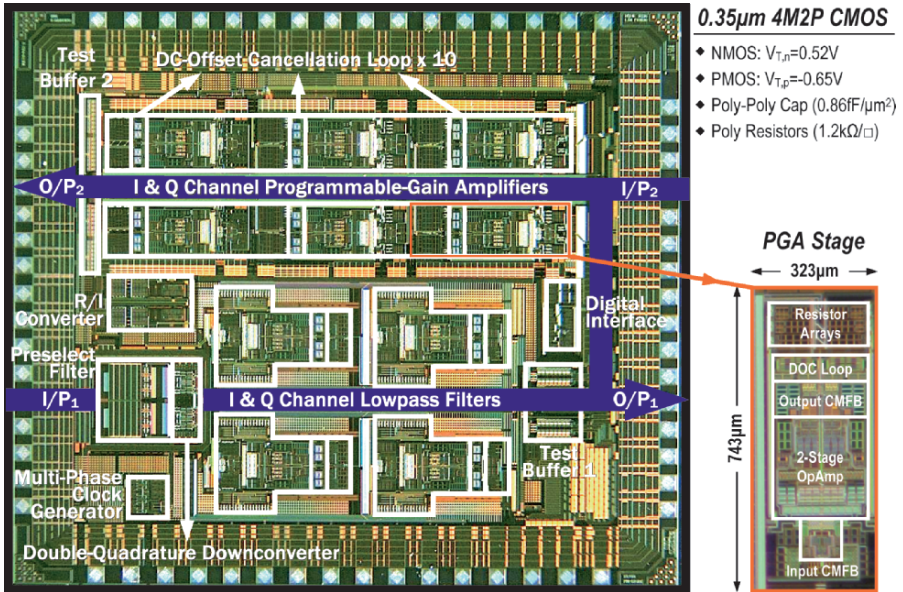 0.35μm 4M2P CMOS
◆ NMOS: V_T,n=0.52V
◆ PMOS: V_T,p=-0.65V
◆ Poly-Poly Cap (0.86fF/μm²)
◆ Poly Resistors (1.2kΩ/□)
Test
Buffer 2
DC-Offset Cancellation Loop x 10
O/P₂
I & Q Channel Programmable-Gain Amplifiers
I/P₂
R/I
Converter
Digital
Interface
Preselect
Filter
I/P₁
I & Q Channel Lowpass Filters
O/P₁
Test
Buffer 1
Multi-Phase
Clock
Generator
Double-Quadrature Downconverter
PGA Stage
323μm
743μm
Resistor
Arrays
DOC Loop
Output CMFB
2-Stage
OpAmp
Input CMFB